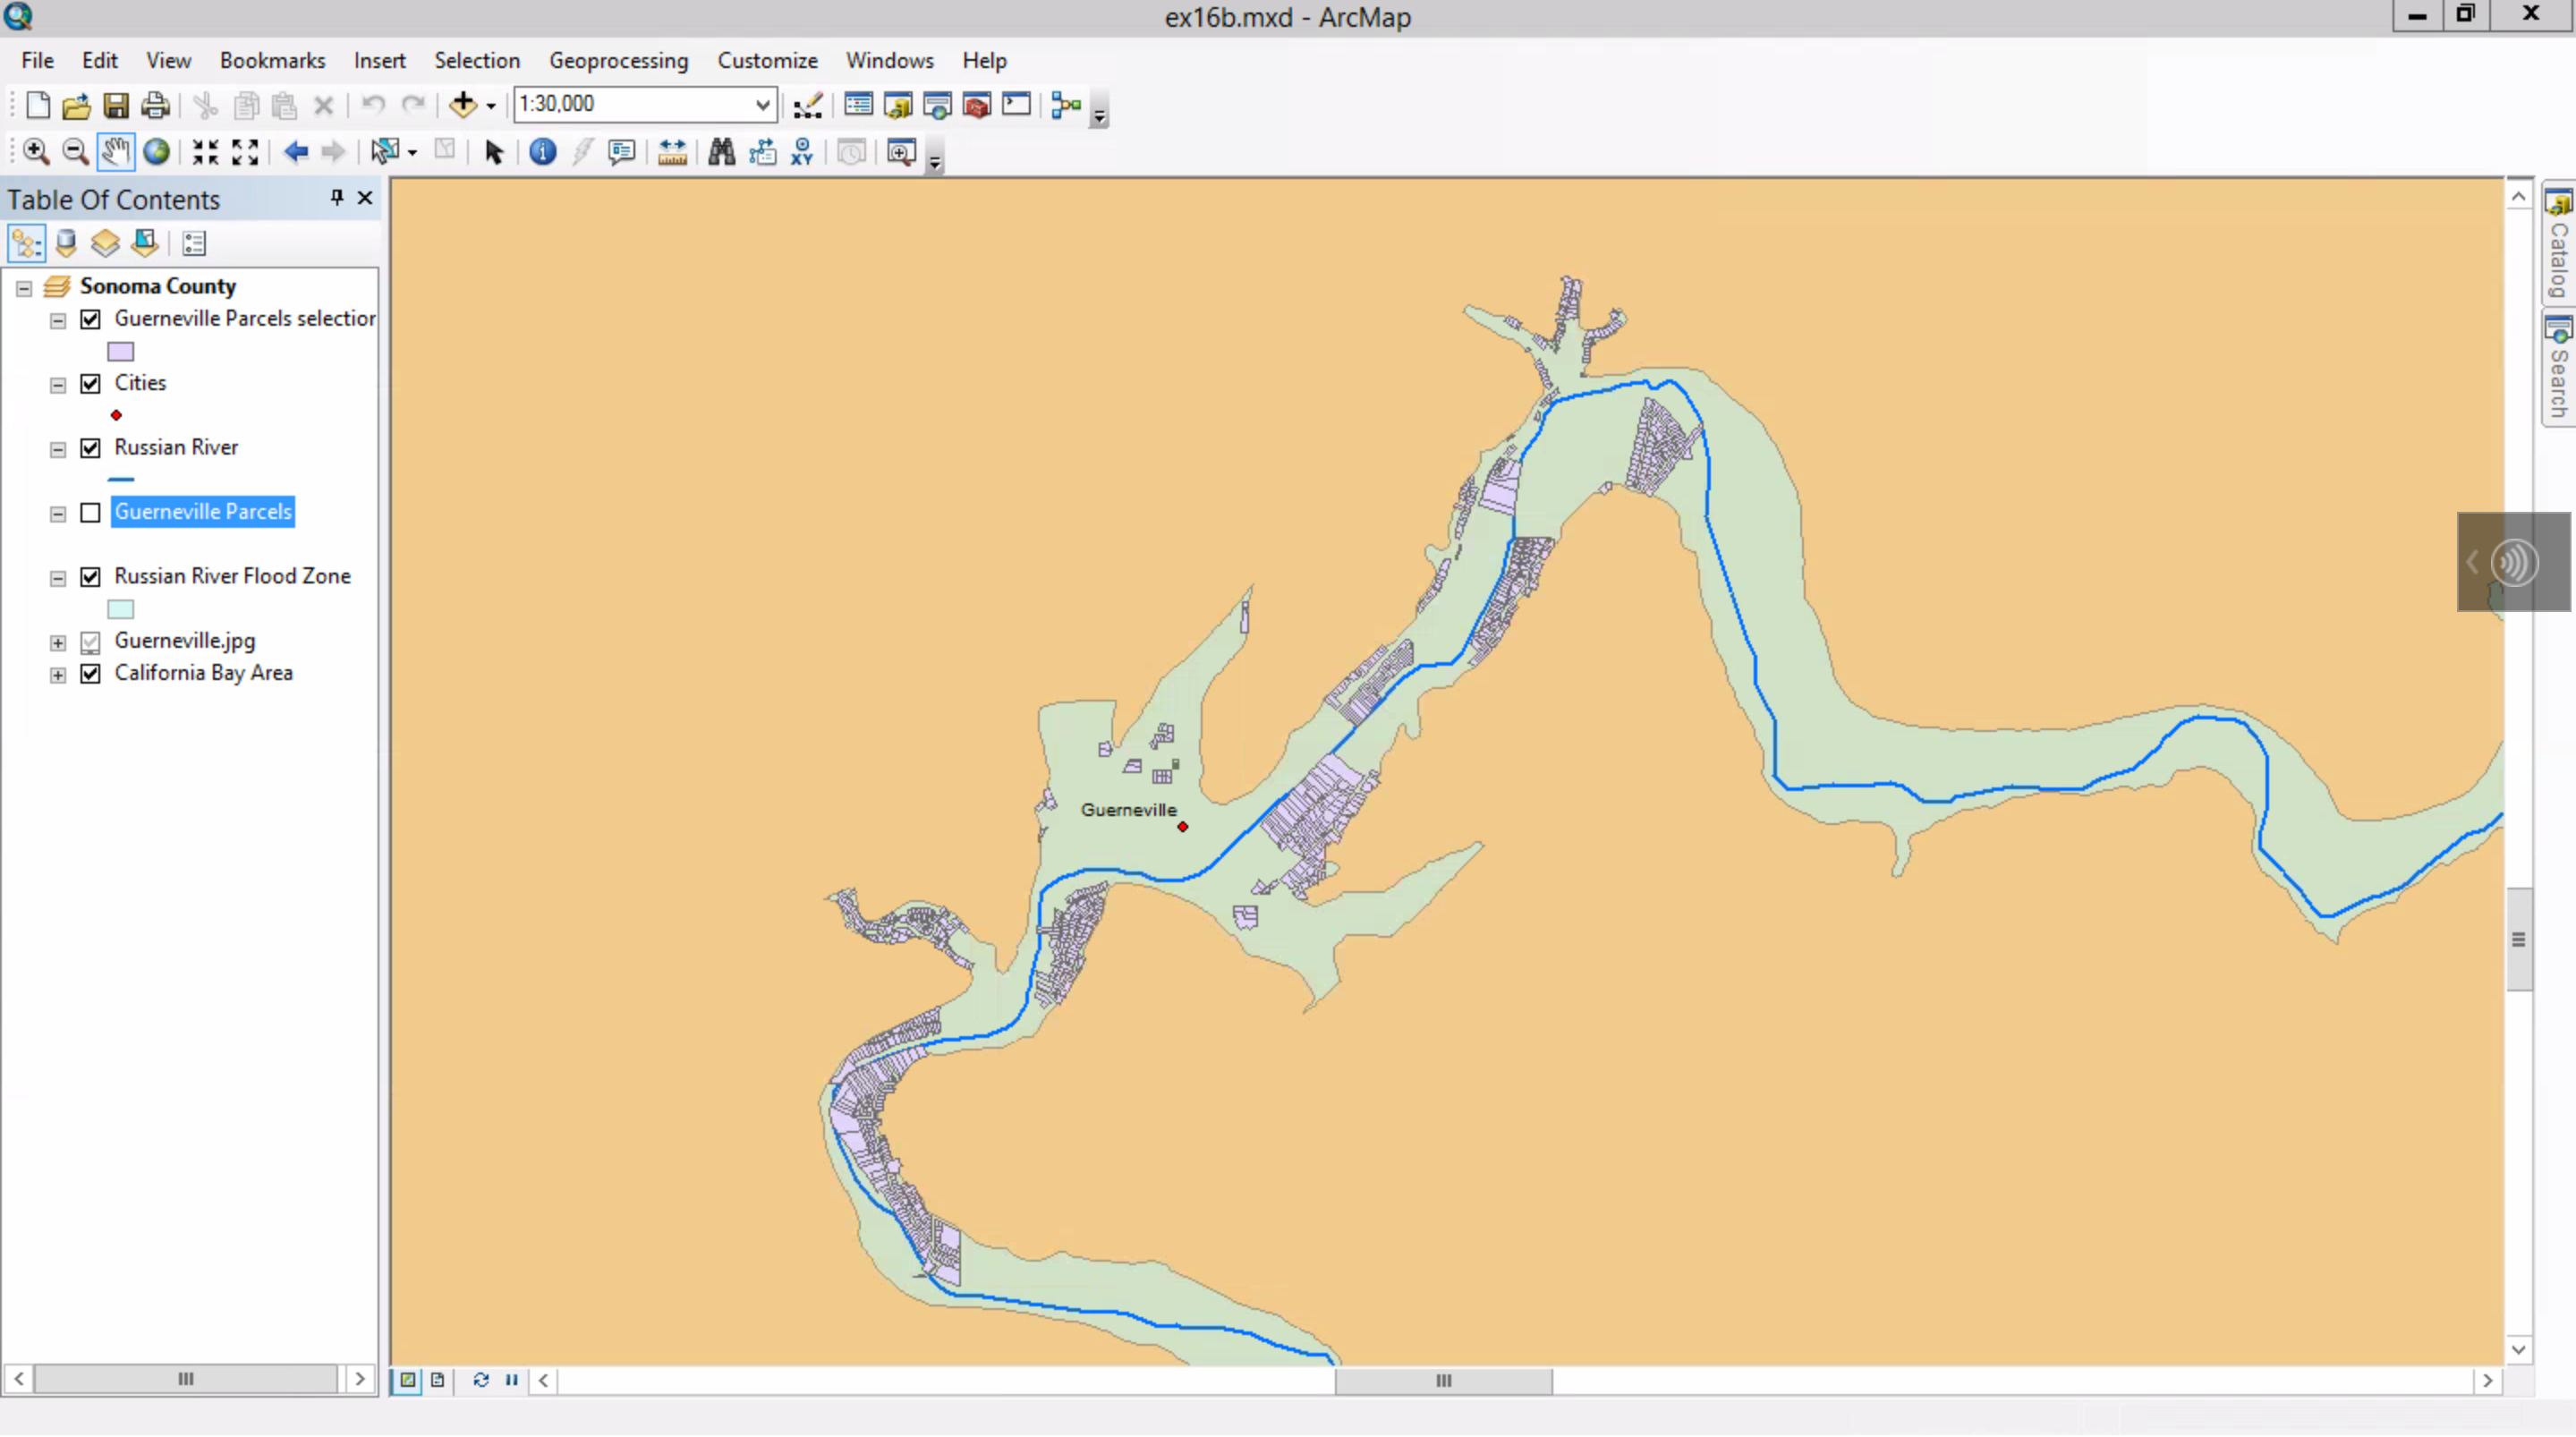 ex16b.mxd - ArcMap
File Edit View Bookmarks Insert Selection Geoprocessing Customize Windows Help
1:30,000
XY
Table Of Contents
Sonoma County
Guerneville Parcels selection
Cities
Russian River
Guerneville Parcels
Russian River Flood Zone
Guerneville.jpg
California Bay Area
Guerneville
Catalog
Search